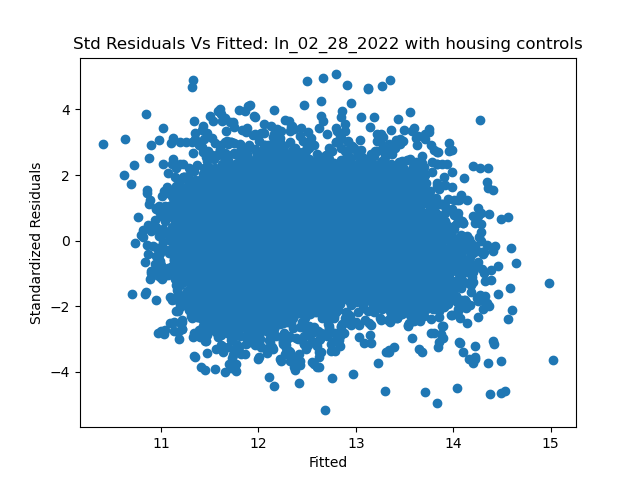 Std Residuals Vs Fitted: ln_02_28_2022 with housing controls
Standardized Residuals
4
2
0
−2
−4
11 12 13 14 15
Fitted